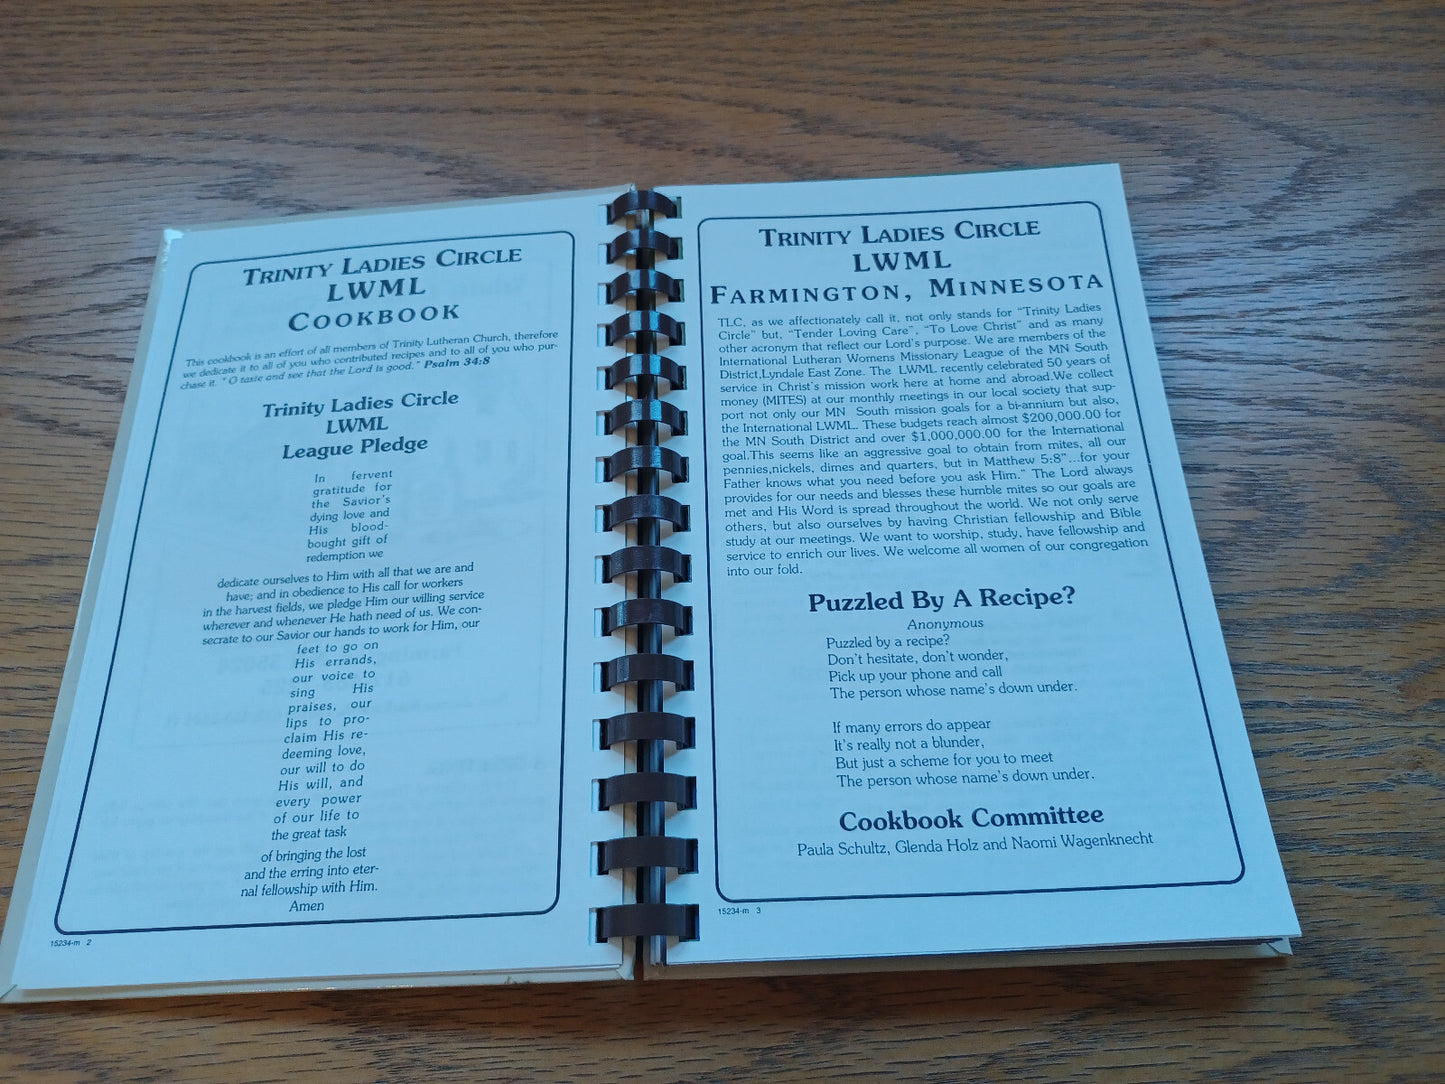 TRINITY LADIES CIRCLE
LWML
COOKBOOK
This cookbook is an effort of all members of Trinity Lutheran Church, therefore
we dedicate it to all of you who contributed recipes and to all of you who pur-
chase it. "O taste and see that the Lord is good." Psalm 34:8
Trinity Ladies Circle
LWML
League Pledge
In fervent
gratitude for
the Savior's
dying love and
His blood-
bought gift of
redemption we
dedicate ourselves to Him with all that we are and
have; and in obedience to His call for workers
in the harvest fields, we pledge Him our willing service
wherever and whenever He hath need of us. We con-
secrate to our Savior our hands to work for Him, our
feet to go on
His errands,
our voice to
sing His
praises, our
lips to pro-
claim His re-
deeming love,
our will to do
His will, and
every power
of our life to
the great task
of bringing the lost
and the erring into eter-
nal fellowship with Him.
Amen
15234-m 2
TRINITY LADIES CIRCLE
LWML
FARMINGTON, MINNESOTA
TLC, as we affectionately call it, not only stands for "Trinity Ladies
Circle" but, "Tender Loving Care", "To Love Christ" and as many
other acronym that reflect our Lord's purpose. We are members of the
International Lutheran Womens Missionary League of the MN South
District,Lyndale East Zone. The LWML recently celebrated 50 years of
service in Christ's mission work here at home and abroad.We collect
money (MITES) at our monthly meetings in our local society that sup-
port not only our MN South mission goals for a bi-annium but also,
the International LWML. These budgets reach almost $200,000.00 for
the MN South District and over $1,000,000.00 for the International
goal.This seems like an aggressive goal to obtain from mites, all our
pennies,nickels, dimes and quarters, but in Matthew 5:8"...for your
Father knows what you need before you ask Him." The Lord always
provides for our needs and blesses these humble mites so our goals are
met and His Word is spread throughout the world. We not only serve
others, but also ourselves by having Christian fellowship and Bible
study at our meetings. We want to worship, study, have fellowship and
service to enrich our lives. We welcome all women of our congregation
into our fold.
Puzzled By A Recipe?
Anonymous
Puzzled by a recipe?
Don't hesitate, don't wonder,
Pick up your phone and call
The person whose name's down under.
If many errors do appear
It's really not a blunder,
But just a scheme for you to meet
The person whose name's down under.
Cookbook Committee
Paula Schultz, Glenda Holz and Naomi Wagenknecht
15234-m 3